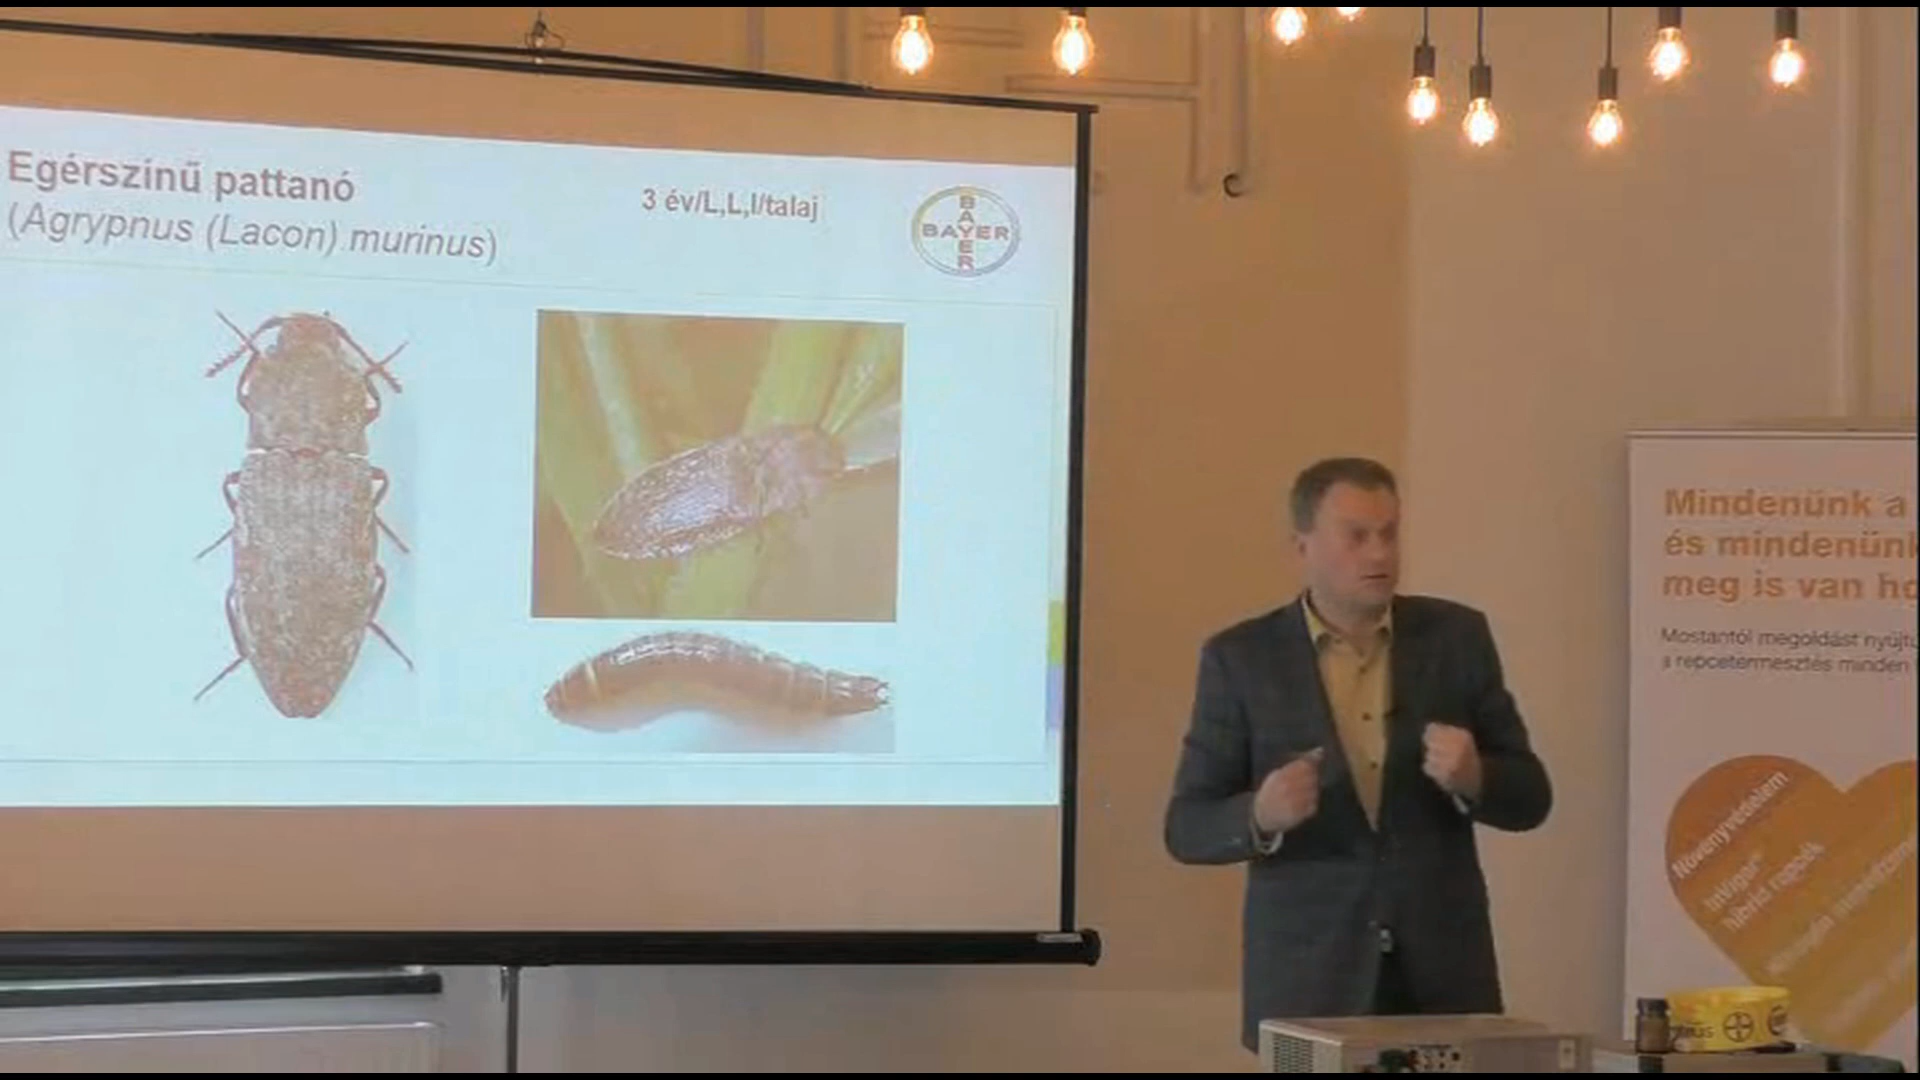 Egérszínű pattanó
(Agrypnus (Lacon) murinus)
3 év/L,L,I/talaj
BAYER
BAYER
Mindenünk a
és mindenünk
meg is van ho
Mostantól megoldást nyújtu
a repcetermesztés minden
Növényvédelem
InVigor®
hibrid repcék